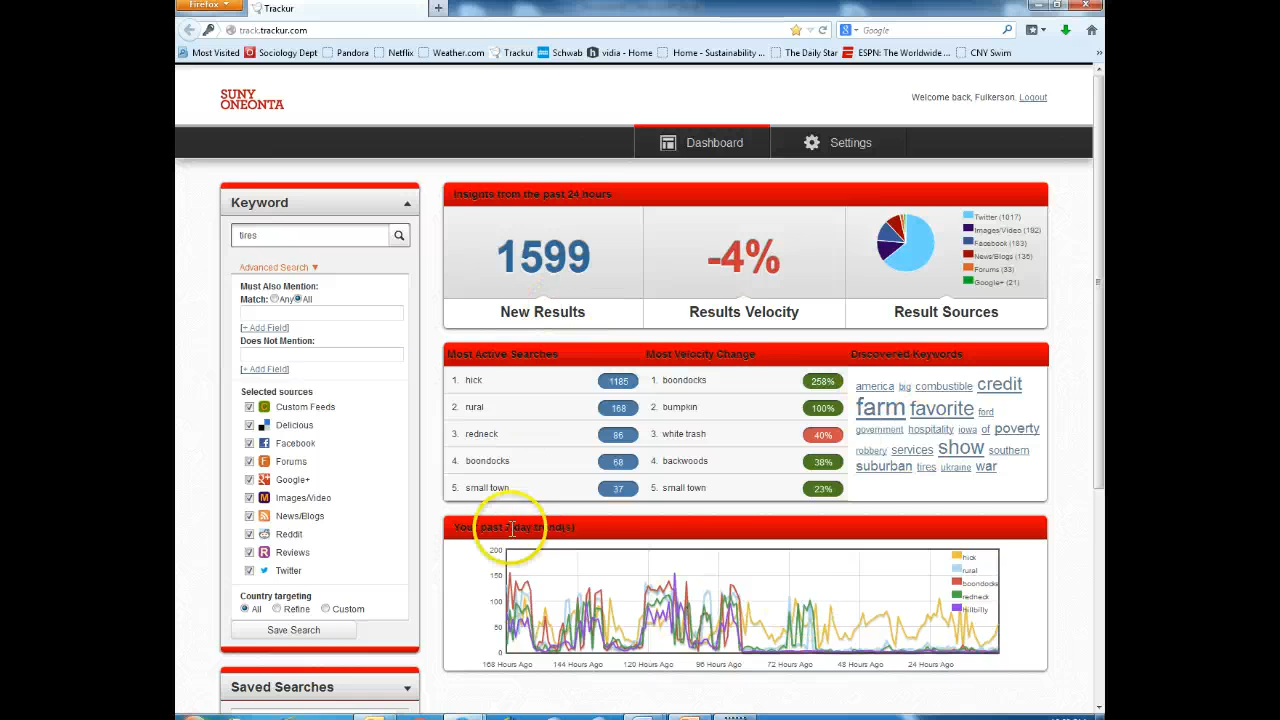 Firefox
Trackur
track.trackur.com
Google
Most Visited Sociology Dept Pandora Netflix Weather.com Trackur Schwab vidia - Home Home - Sustainability ... The Daily Star ESPN: The Worldwide ... CNY Swim
SUNY
ONEONTA
Welcome back, Fulkerson. Logout
Dashboard
Settings
Keyword
tires
Advanced Search ▼
Must Also Mention:
Match: Any All
[+ Add Field]
Does Not Mention:
[+ Add Field]
Selected sources
Custom Feeds
Delicious
Facebook
Forums
Google+
Images/Video
News/Blogs
Reddit
Reviews
Twitter
Country targeting
All Refine Custom
Save Search
Saved Searches
Insights from the past 24 hours
1599
New Results
-4%
Results Velocity
Twitter (1017)
Images/Video (182)
Facebook (183)
News/Blogs (135)
Forums (33)
Google+ (21)
Result Sources
Most Active Searches
1. hick 1185
2. rural 168
3. redneck 86
4. boondocks 68
5. small town 37
Most Velocity Change
1. boondocks 258%
2. bumpkin 100%
3. white trash 40%
4. backwoods 38%
5. small town 23%
Discovered Keywords
america big combustible credit
farm favorite ford
government hospitality iowa of poverty
robbery services show southern
suburban tires ukraine war
Your past 7 day trend(s)
200
150
100
50
0
168 Hours Ago 144 Hours Ago 120 Hours Ago 96 Hours Ago 72 Hours Ago 48 Hours Ago 24 Hours Ago
hick
rural
boondocks
redneck
hillbilly